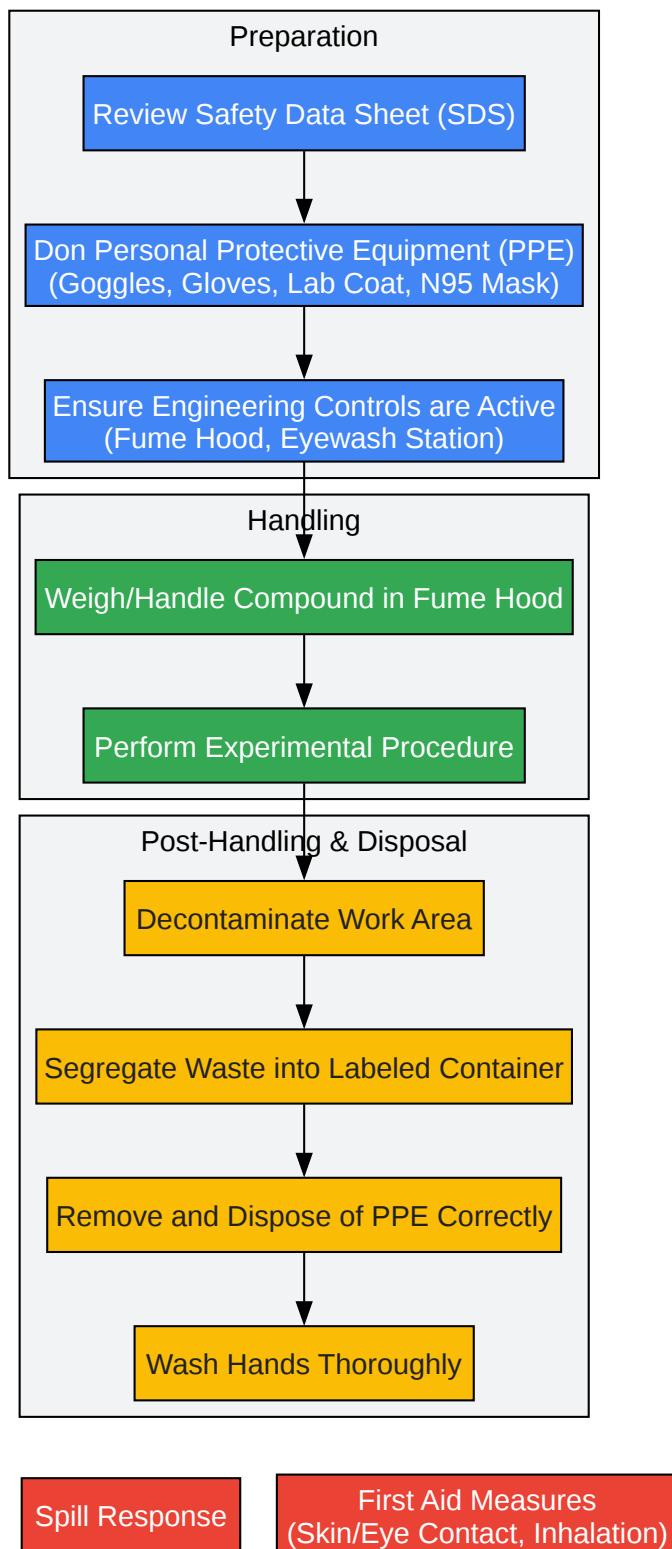 Preparation
Review Safety Data Sheet (SDS)
Don Personal Protective Equipment (PPE)
(Goggles, Gloves, Lab Coat, N95 Mask)
Ensure Engineering Controls are Active
(Fume Hood, Eyewash Station)
Handling
Weigh/Handle Compound in Fume Hood
Perform Experimental Procedure
Post-Handling & Disposal
Decontaminate Work Area
Segregate Waste into Labeled Container
Remove and Dispose of PPE Correctly
Wash Hands Thoroughly
Spill Response
First Aid Measures
(Skin/Eye Contact, Inhalation)